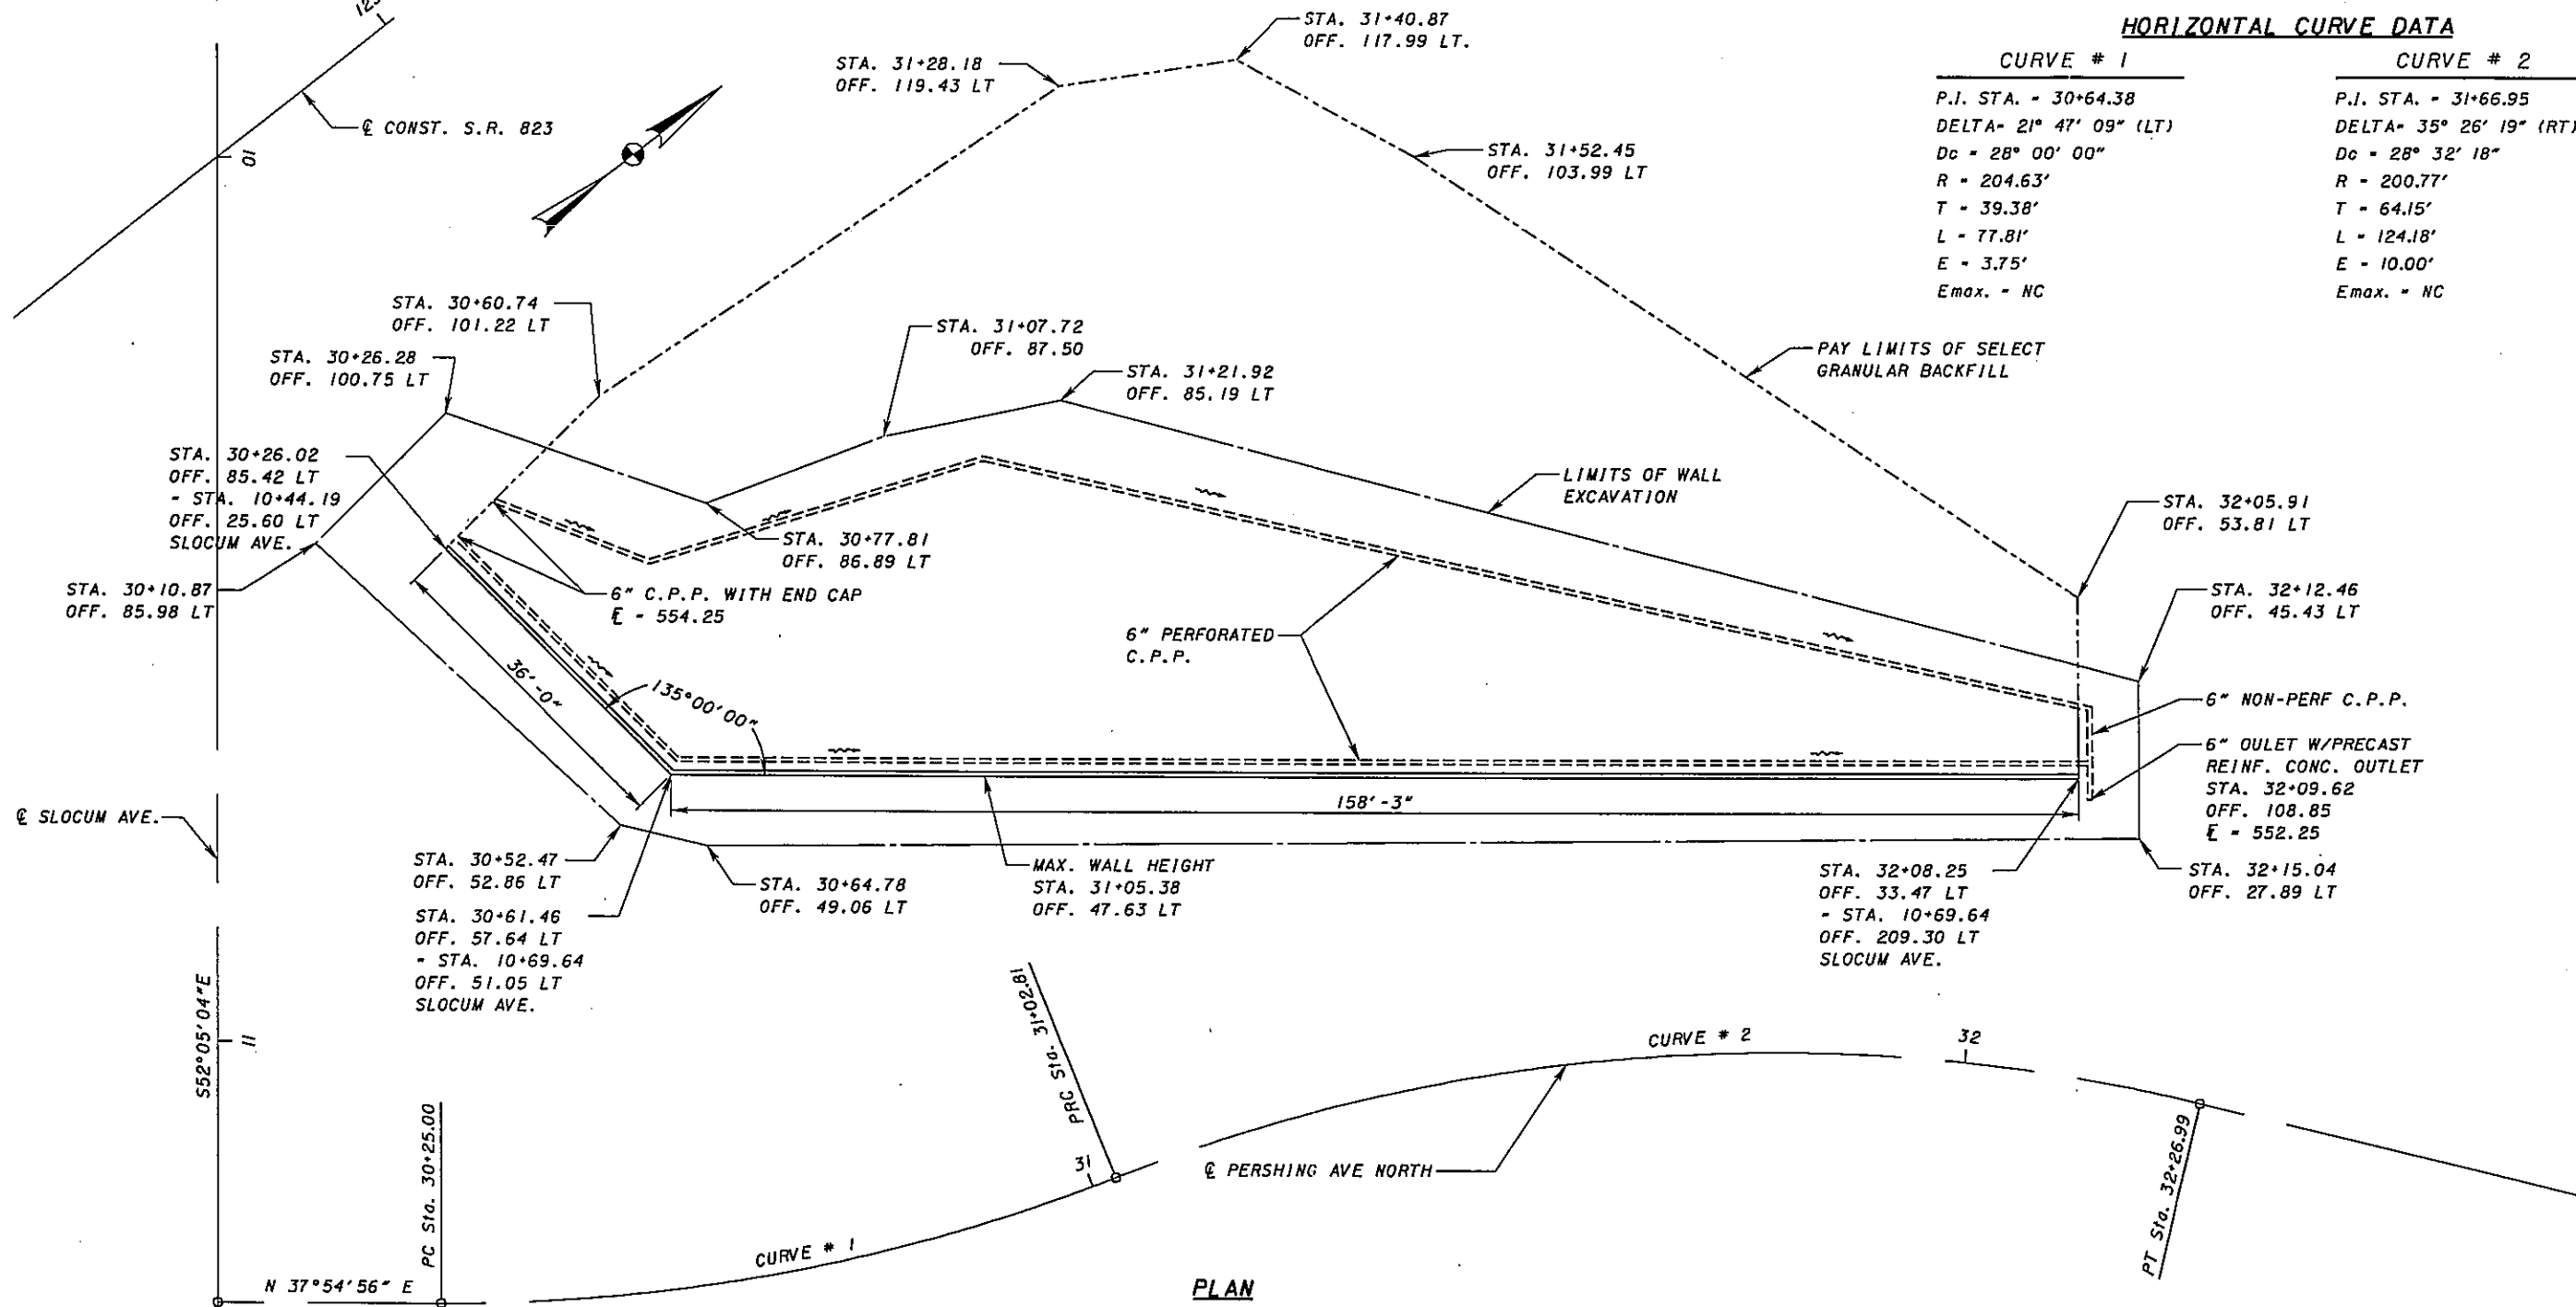 HORIZONTAL CURVE DATA
CURVE # 1
P.I. STA. = 30+64.38
DELTA= 21° 47' 09" (LT)
Dc = 28° 00' 00"
R = 204.63'
T = 39.38'
L = 77.81'
E = 3.75'
Emax. = NC
CURVE # 2
P.I. STA. = 31+66.95
DELTA= 35° 26' 19" (RT)
Dc = 28° 32' 18"
R = 200.77'
T = 64.15'
L = 124.18'
E = 10.00'
Emax. = NC
STA. 31+40.87
OFF. 117.99 LT.
STA. 31+28.18
OFF. 119.43 LT
℄ CONST. S.R. 823
10
STA. 31+52.45
OFF. 103.99 LT
STA. 30+60.74
OFF. 101.22 LT
STA. 31+07.72
OFF. 87.50
STA. 30+26.28
OFF. 100.75 LT
STA. 31+21.92
OFF. 85.19 LT
PAY LIMITS OF SELECT
GRANULAR BACKFILL
STA. 30+26.02
OFF. 85.42 LT
= STA. 10+44.19
OFF. 25.60 LT
SLOCUM AVE.
LIMITS OF WALL
EXCAVATION
STA. 32+05.91
OFF. 53.81 LT
STA. 30+77.81
OFF. 86.89 LT
STA. 30+10.87
OFF. 85.98 LT
6" C.P.P. WITH END CAP
℄ = 554.25
STA. 32+12.46
OFF. 45.43 LT
6" PERFORATED
C.P.P.
36'-0"
135°00'00"
6" NON-PERF C.P.P.
6" OULET W/PRECAST
REINF. CONC. OUTLET
STA. 32+09.62
OFF. 108.85
℄ = 552.25
158'-3"
℄ SLOCUM AVE.
STA. 30+52.47
OFF. 52.86 LT
STA. 30+64.78
OFF. 49.06 LT
MAX. WALL HEIGHT
STA. 31+05.38
OFF. 47.63 LT
STA. 32+08.25
OFF. 33.47 LT
= STA. 10+69.64
OFF. 209.30 LT
SLOCUM AVE.
STA. 32+15.04
OFF. 27.89 LT
STA. 30+61.46
OFF. 57.64 LT
= STA. 10+69.64
OFF. 51.05 LT
SLOCUM AVE.
S52°05'04"E
11
PRC Sta. 31+02.81
CURVE # 2
32
PC Sta. 30+25.00
31
℄ PERSHING AVE NORTH
PT Sta. 32+26.99
CURVE # 1
N 37°54'56" E
PLAN